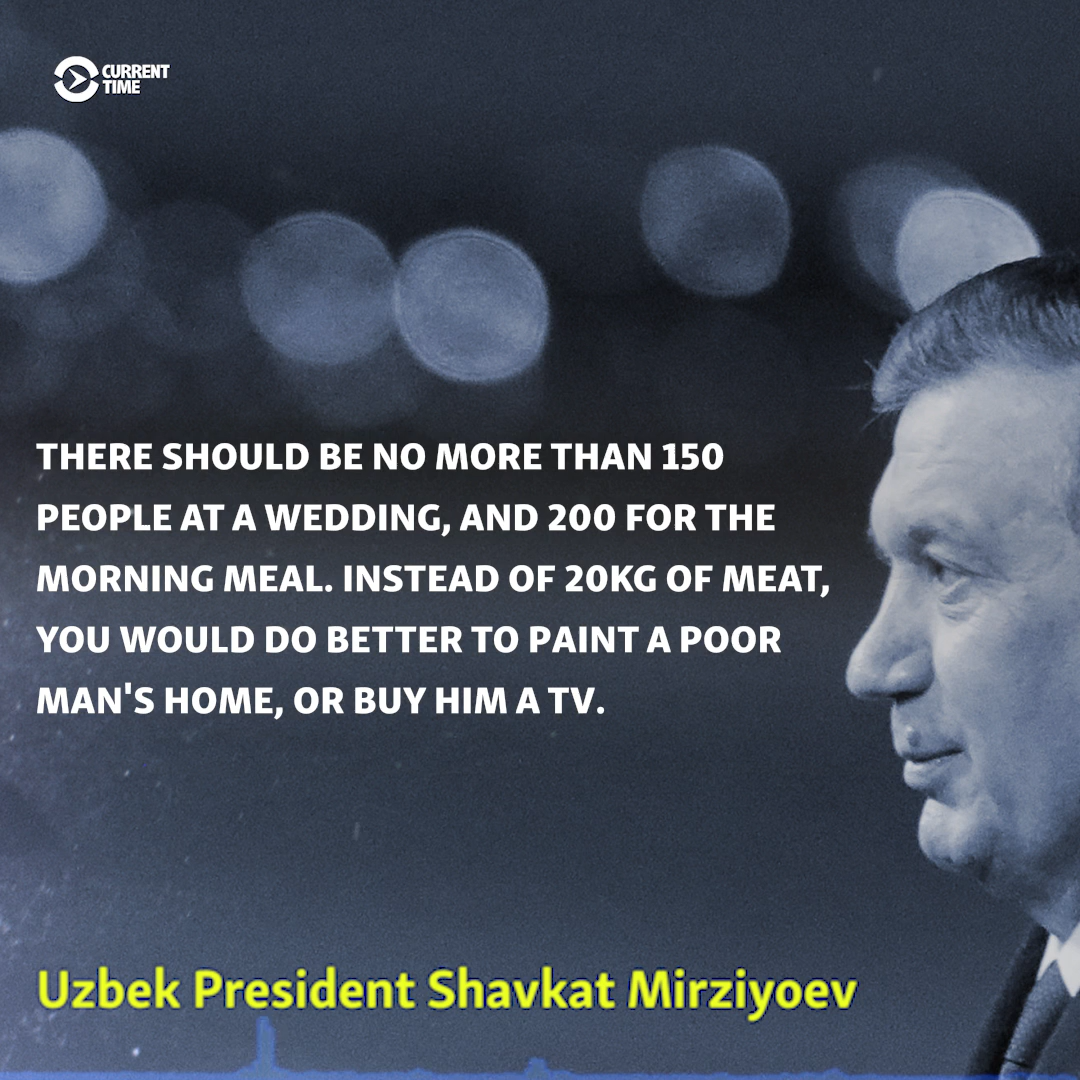 CURRENT
TIME
THERE SHOULD BE NO MORE THAN 150
PEOPLE AT A WEDDING, AND 200 FOR THE
MORNING MEAL. INSTEAD OF 20KG OF MEAT,
YOU WOULD DO BETTER TO PAINT A POOR
MAN'S HOME, OR BUY HIM A TV.
Uzbek President Shavkat Mirziyoev